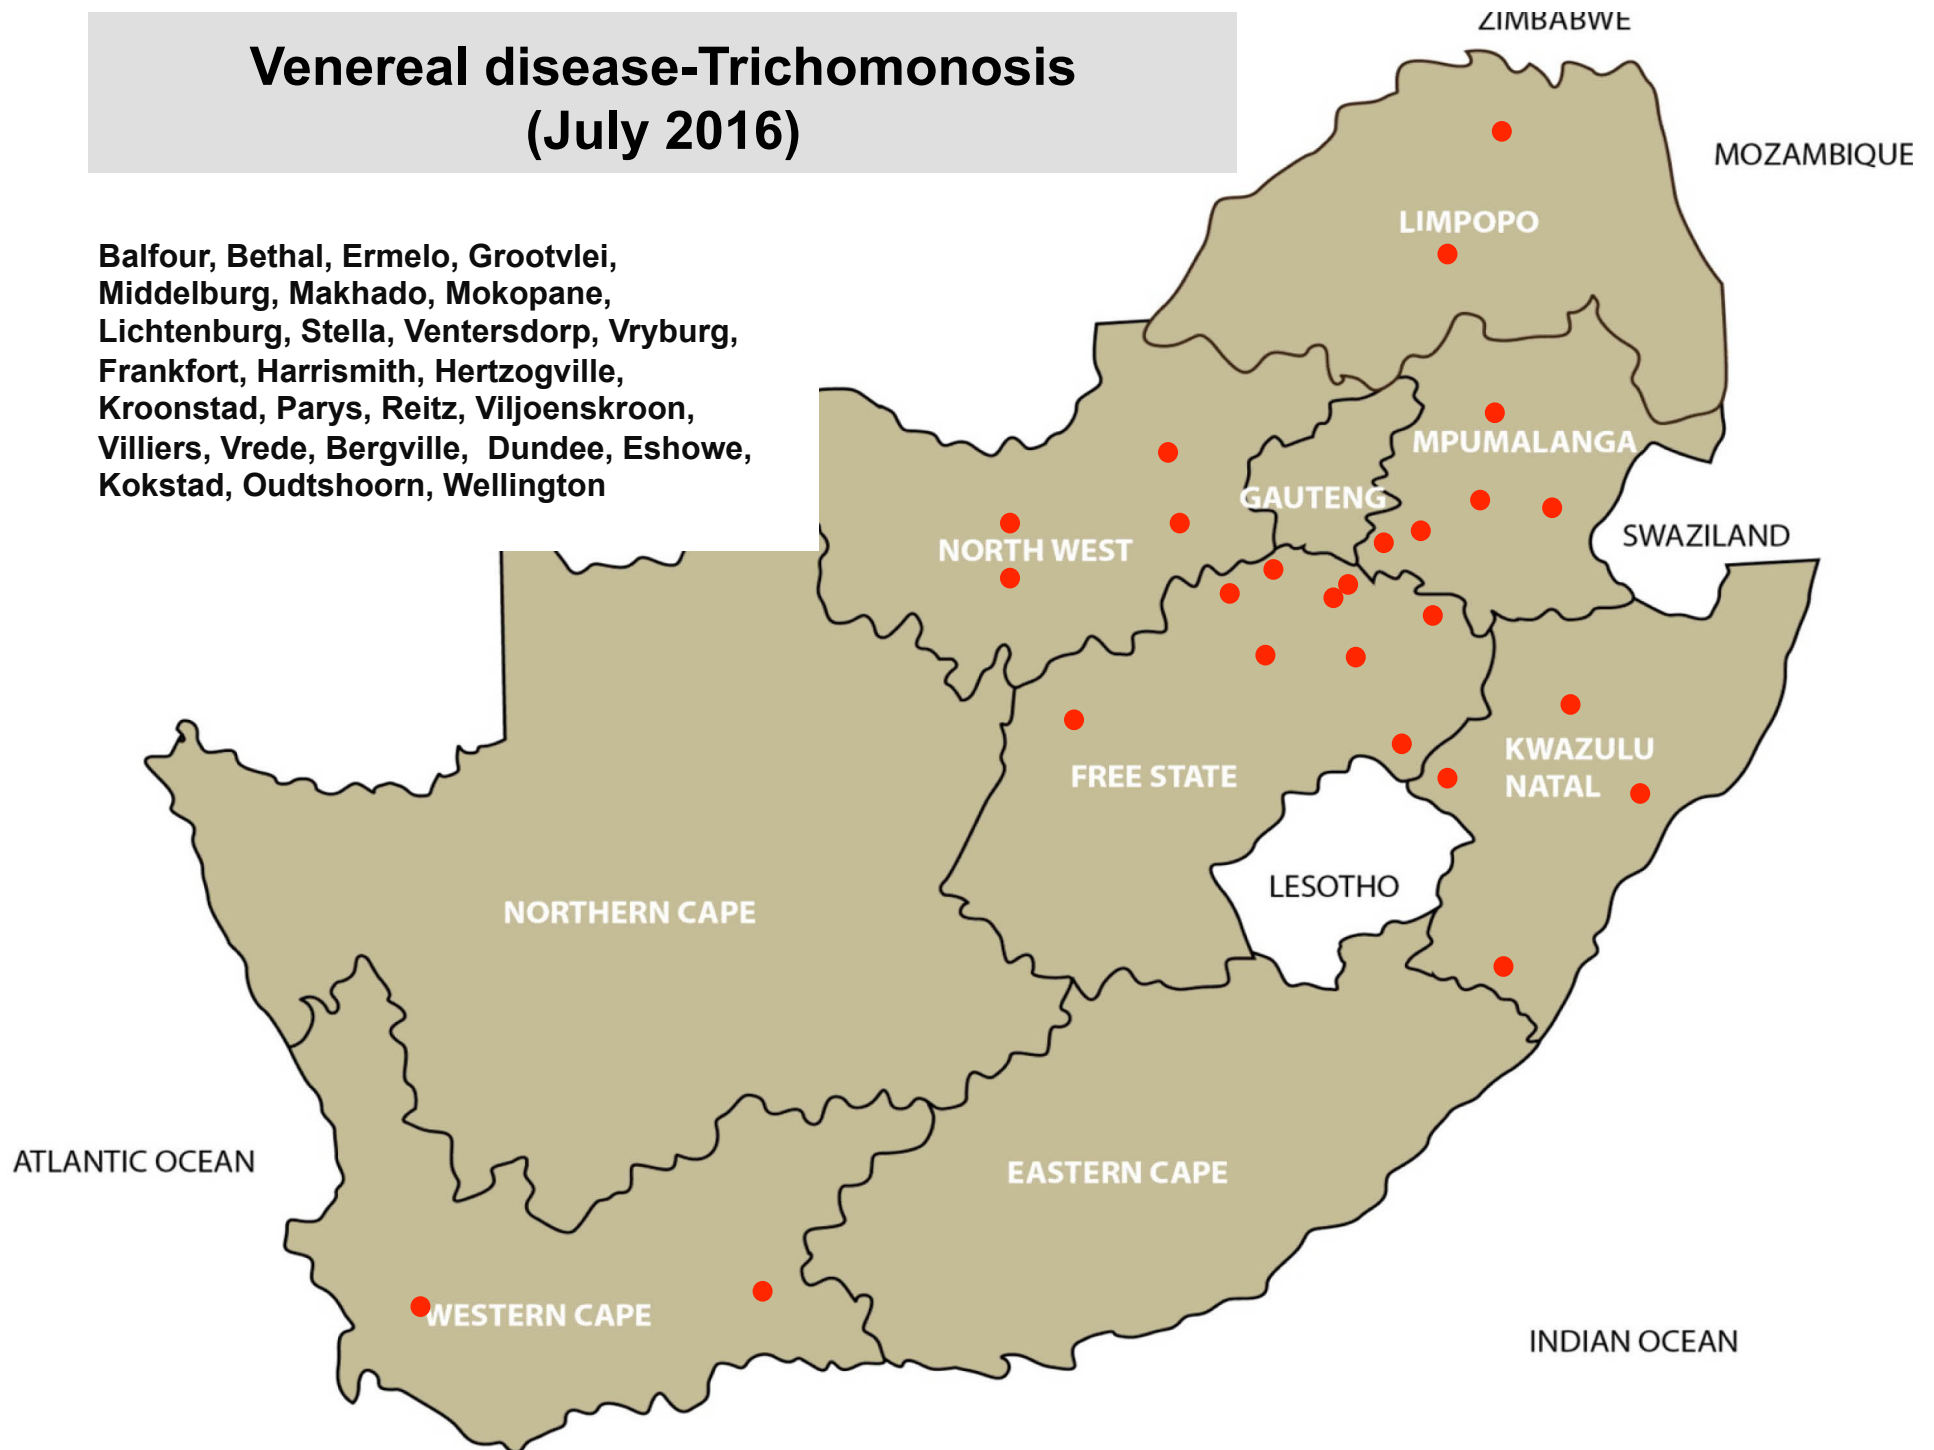 Venereal disease-Trichomonosis
(July 2016)
Balfour, Bethal, Ermelo, Grootvlei,
Middelburg, Makhado, Mokopane,
Lichtenburg, Stella, Ventersdorp, Vryburg,
Frankfort, Harrismith, Hertzogville,
Kroonstad, Parys, Reitz, Viljoenskroon,
Villiers, Vrede, Bergville,  Dundee, Eshowe,
Kokstad, Oudtshoorn, Wellington
ZIMBABWE
MOZAMBIQUE
LIMPOPO
MPUMALANGA
GAUTENG
SWAZILAND
NORTH WEST
KWAZULU
NATAL
FREE STATE
LESOTHO
NORTHERN CAPE
ATLANTIC OCEAN
EASTERN CAPE
WESTERN CAPE
INDIAN OCEAN